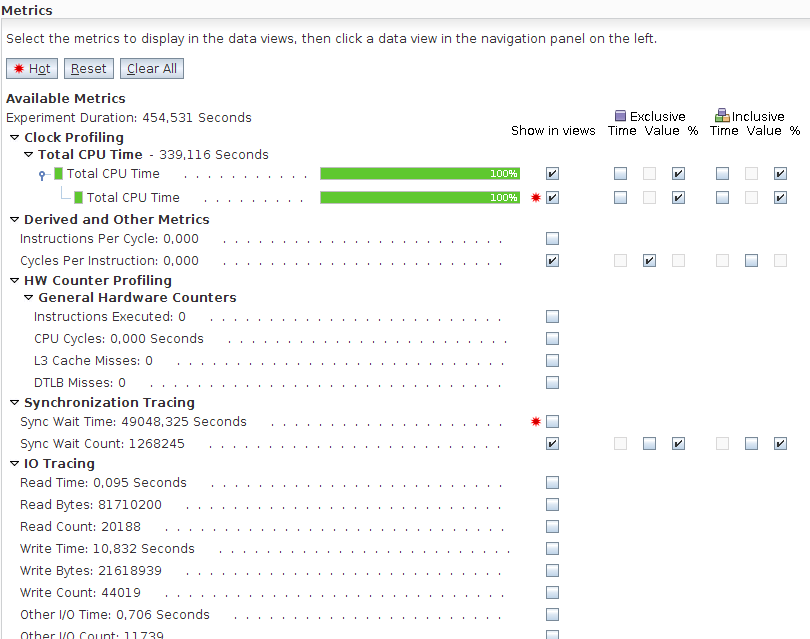 Metrics
Select the metrics to display in the data views, then click a data view in the navigation panel on the left.
Hot Reset Clear All
Available Metrics
Experiment Duration: 454,531 Seconds
Exclusive Inclusive
Show in views Time Value % Time Value %
Clock Profiling
Total CPU Time - 339,116 Seconds
Total CPU Time 100%
Total CPU Time 100%
Derived and Other Metrics
Instructions Per Cycle: 0,000
Cycles Per Instruction: 0,000
HW Counter Profiling
General Hardware Counters
Instructions Executed: 0
CPU Cycles: 0,000 Seconds
L3 Cache Misses: 0
DTLB Misses: 0
Synchronization Tracing
Sync Wait Time: 49048,325 Seconds
Sync Wait Count: 1268245
IO Tracing
Read Time: 0,095 Seconds
Read Bytes: 81710200
Read Count: 20188
Write Time: 10,832 Seconds
Write Bytes: 21618939
Write Count: 44019
Other I/O Time: 0,706 Seconds
Other I/O Count: 11739